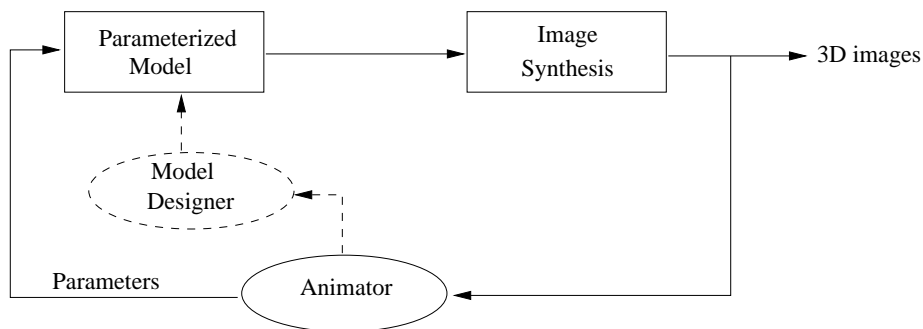 Parameterized
Model
Image
Synthesis
3D images
Model
Designer
Parameters
Animator